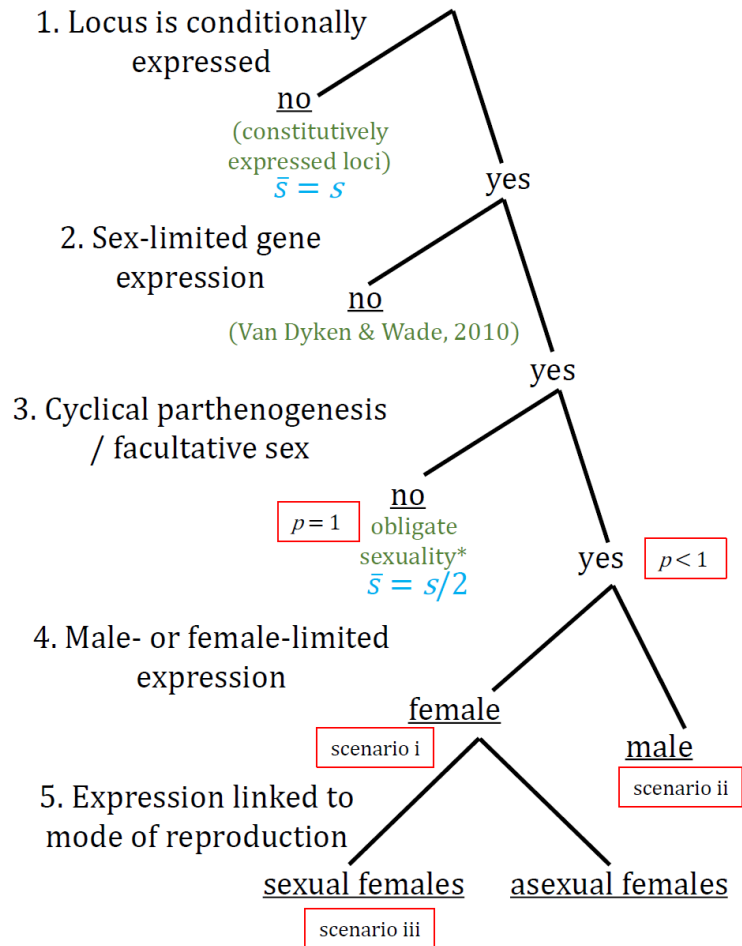 1. Locus is conditionally
expressed
no
(constitutively
expressed loci)
s̄ = s
yes
2. Sex-limited gene
expression
no
(Van Dyken & Wade, 2010)
yes
3. Cyclical parthenogenesis
/ facultative sex
no
p = 1
obligate
sexuality*
s̄ = s/2
yes
p < 1
4. Male- or female-limited
expression
female
scenario i
male
scenario ii
5. Expression linked to
mode of reproduction
sexual females
asexual females
scenario iii